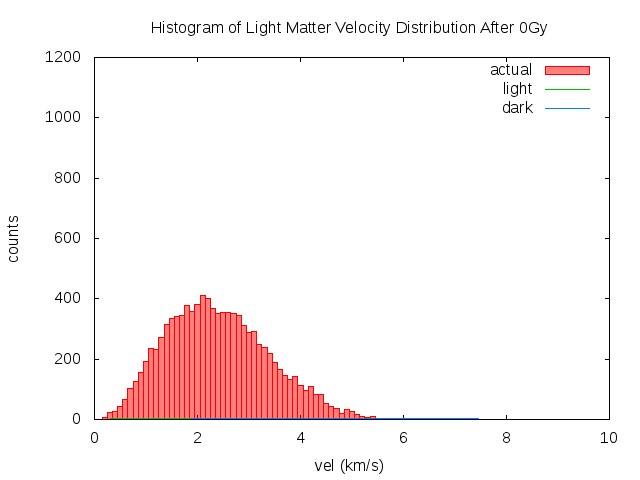 Histogram of Light Matter Velocity Distribution After 0Gy
1200
1000
800
600
400
200
0
counts
actual
light
dark
0 2 4 6 8 10
vel (km/s)